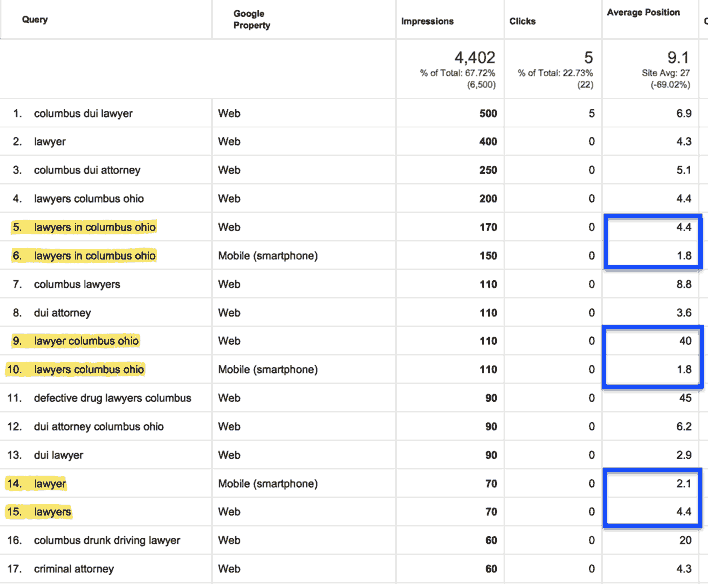 Query Google Property Impressions Clicks Average Position C
4,402 5 9.1
% of Total: 67.72% % of Total: 22.73% Site Avg: 27
(6,500) (22) (-69.02%)
1. columbus dui lawyer Web 500 5 6.9
2. lawyer Web 400 0 4.3
3. columbus dui attorney Web 250 0 5.1
4. lawyers columbus ohio Web 200 0 4.4
5. lawyers in columbus ohio Web 170 0 4.4
6. lawyers in columbus ohio Mobile (smartphone) 150 0 1.8
7. columbus lawyers Web 110 0 8.8
8. dui attorney Web 110 0 3.6
9. lawyer columbus ohio Web 110 0 40
10. lawyers columbus ohio Mobile (smartphone) 110 0 1.8
11. defective drug lawyers columbus Web 90 0 45
12. dui attorney columbus ohio Web 90 0 6.2
13. dui lawyer Web 90 0 2.9
14. lawyer Mobile (smartphone) 70 0 2.1
15. lawyers Web 70 0 4.4
16. columbus drunk driving lawyer Web 60 0 20
17. criminal attorney Web 60 0 4.3